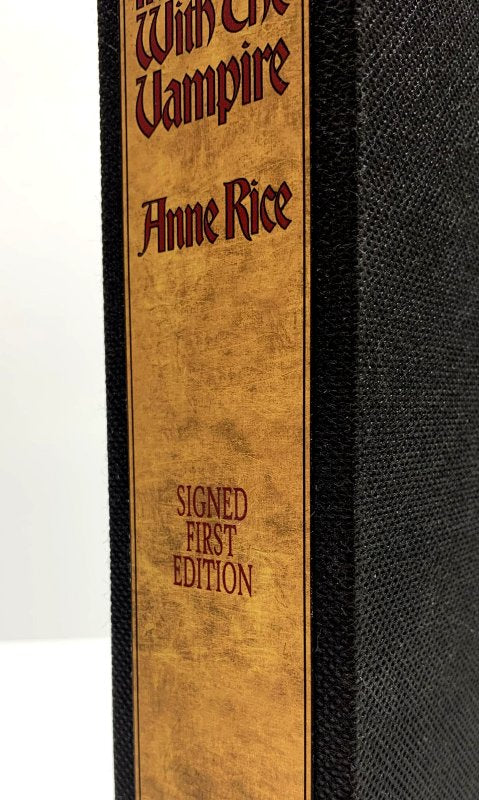 With The
Vampire
Anne Rice
SIGNED
FIRST
EDITION